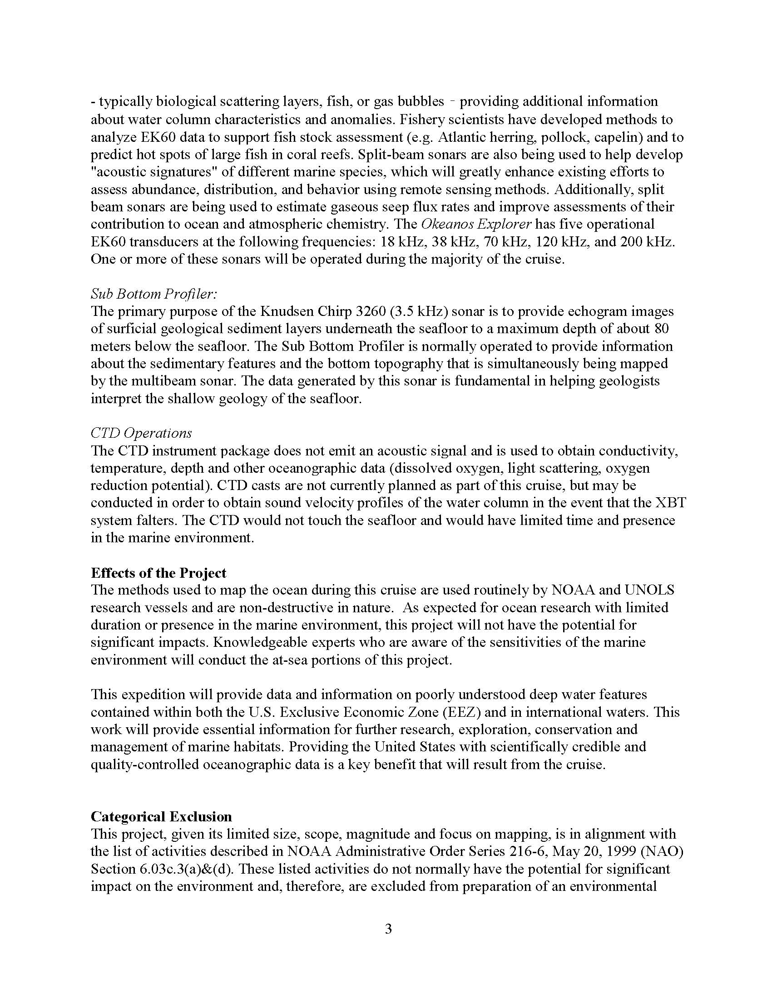 - typically biological scattering layers, fish, or gas bubbles - providing additional information
about water column characteristics and anomalies. Fishery scientists have developed methods to
analyze EK60 data to support fish stock assessment (e.g. Atlantic herring, pollock, capelin) and to
predict hot spots of large fish in coral reefs. Split-beam sonars are also being used to help develop
"acoustic signatures" of different marine species, which will greatly enhance existing efforts to
assess abundance, distribution, and behavior using remote sensing methods. Additionally, split
beam sonars are being used to estimate gaseous seep flux rates and improve assessments of their
contribution to ocean and atmospheric chemistry. The Okeanos Explorer has five operational
EK60 transducers at the following frequencies: 18 kHz, 38 kHz, 70 kHz, 120 kHz, and 200 kHz.
One or more of these sonars will be operated during the majority of the cruise.
Sub Bottom Profiler:
The primary purpose of the Knudsen Chirp 3260 (3.5 kHz) sonar is to provide echogram images
of surficial geological sediment layers underneath the seafloor to a maximum depth of about 80
meters below the seafloor. The Sub Bottom Profiler is normally operated to provide information
about the sedimentary features and the bottom topography that is simultaneously being mapped
by the multibeam sonar. The data generated by this sonar is fundamental in helping geologists
interpret the shallow geology of the seafloor.
CTD Operations
The CTD instrument package does not emit an acoustic signal and is used to obtain conductivity,
temperature, depth and other oceanographic data (dissolved oxygen, light scattering, oxygen
reduction potential). CTD casts are not currently planned as part of this cruise, but may be
conducted in order to obtain sound velocity profiles of the water column in the event that the XBT
system falters. The CTD would not touch the seafloor and would have limited time and presence
in the marine environment.
Effects of the Project
The methods used to map the ocean during this cruise are used routinely by NOAA and UNOLS
research vessels and are non-destructive in nature.  As expected for ocean research with limited
duration or presence in the marine environment, this project will not have the potential for
significant impacts. Knowledgeable experts who are aware of the sensitivities of the marine
environment will conduct the at-sea portions of this project.
This expedition will provide data and information on poorly understood deep water features
contained within both the U.S. Exclusive Economic Zone (EEZ) and in international waters. This
work will provide essential information for further research, exploration, conservation and
management of marine habitats. Providing the United States with scientifically credible and
quality-controlled oceanographic data is a key benefit that will result from the cruise.
Categorical Exclusion
This project, given its limited size, scope, magnitude and focus on mapping, is in alignment with
the list of activities described in NOAA Administrative Order Series 216-6, May 20, 1999 (NAO)
Section 6.03c.3(a)&(d). These listed activities do not normally have the potential for significant
impact on the environment and, therefore, are excluded from preparation of an environmental
3